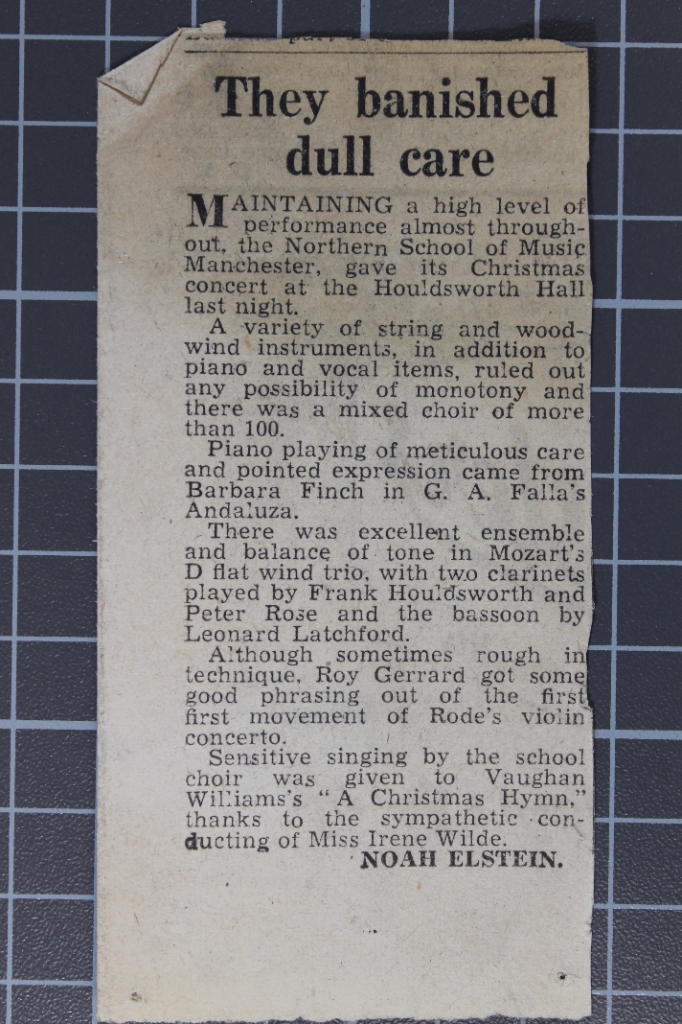 They banished
dull care
MAINTAINING a high level of
performance almost through-
out, the Northern School of Music
Manchester, gave its Christmas
concert at the Houldsworth Hall
last night.
A variety of string and wood-
wind instruments, in addition to
piano and vocal items, ruled out
any possibility of monotony and
there was a mixed choir of more
than 100.
Piano playing of meticulous care
and pointed expression came from
Barbara Finch in G. A. Falla's
Andaluza.
There was excellent ensemble
and balance of tone in Mozart's
D flat wind trio, with two clarinets
played by Frank Houldsworth and
Peter Rose and the bassoon by
Leonard Latchford.
Although sometimes rough in
technique, Roy Gerrard got some
good phrasing out of the first
first movement of Rode's violin
concerto.
Sensitive singing by the school
choir was given to Vaughan
Williams's "A Christmas Hymn,"
thanks to the sympathetic con-
ducting of Miss Irene Wilde.
NOAH ELSTEIN.